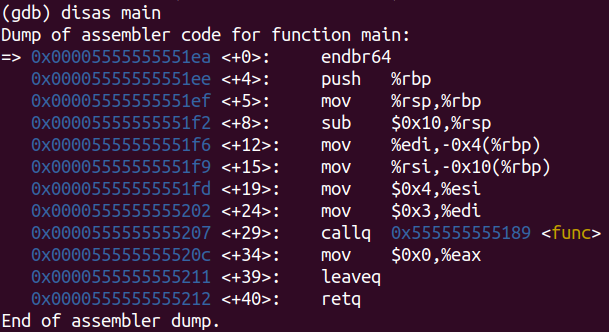 (gdb) disas main
Dump of assembler code for function main:
=> 0x00005555555551ea <+0>: endbr64
0x00005555555551ee <+4>: push %rbp
0x00005555555551ef <+5>: mov %rsp,%rbp
0x00005555555551f2 <+8>: sub $0x10,%rsp
0x00005555555551f6 <+12>: mov %edi,-0x4(%rbp)
0x00005555555551f9 <+15>: mov %rsi,-0x10(%rbp)
0x00005555555551fd <+19>: mov $0x4,%esi
0x0000555555555202 <+24>: mov $0x3,%edi
0x0000555555555207 <+29>: callq 0x555555555189 <func>
0x000055555555520c <+34>: mov $0x0,%eax
0x0000555555555211 <+39>: leaveq
0x0000555555555212 <+40>: retq
End of assembler dump.